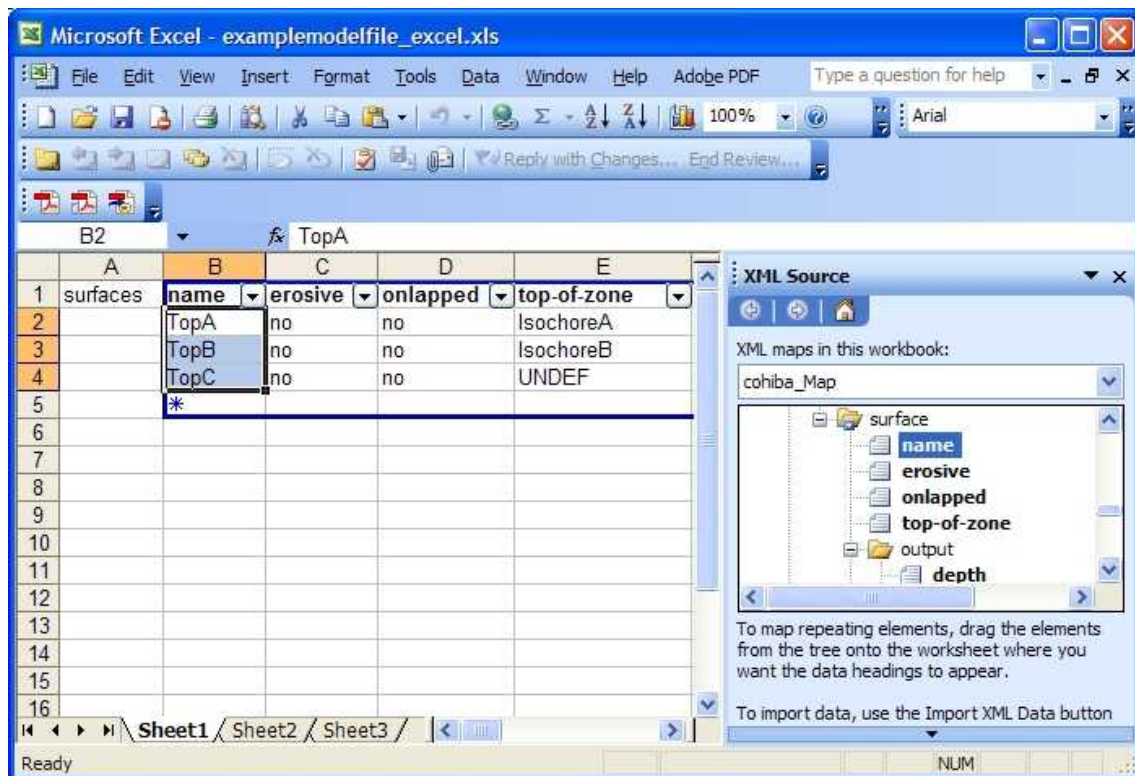 Microsoft Excel - examplemodelfile_excel.xls
File Edit View Insert Format Tools Data Window Help Adobe PDF Type a question for help
100% Arial
Reply with Changes... End Review...
B2 fx TopA
A B C D E
1 surfaces name erosive onlapped top-of-zone
2 TopA no no IsochoreA
3 TopB no no IsochoreB
4 TopC no no UNDEF
5 *
6
7
8
9
10
11
12
13
14
15
16
Sheet1 / Sheet2 / Sheet3 /
XML Source
XML maps in this workbook:
cohiba_Map
surface
name
erosive
onlapped
top-of-zone
output
depth
To map repeating elements, drag the elements
from the tree onto the worksheet where you
want the data headings to appear.
To import data, use the Import XML Data button
Ready NUM